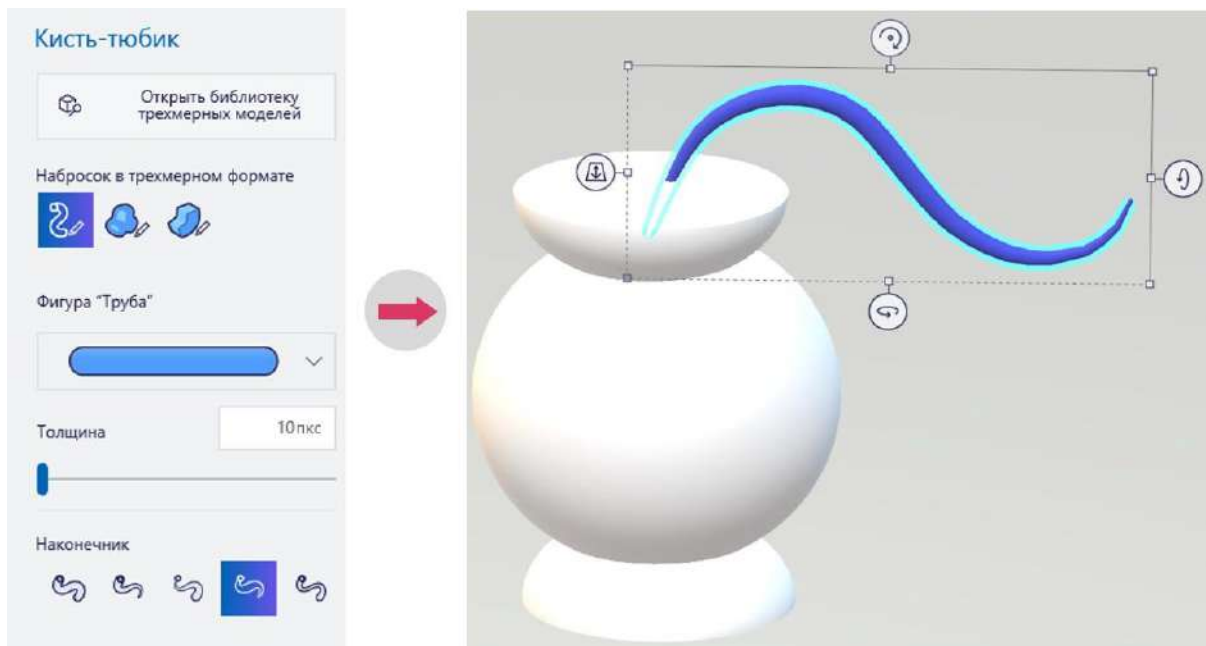 Кисть-тюбик
Открыть библиотеку
трехмерных моделей
Набросок в трехмерном формате
Фигура "Труба"
Толщина
10пкс
Наконечник